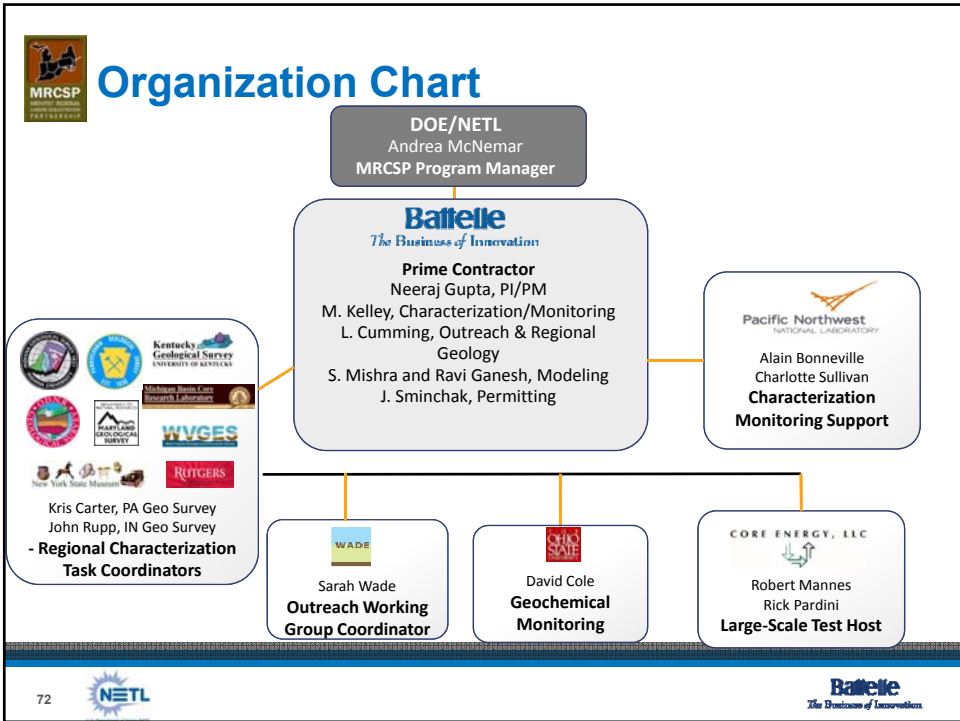 MRCSP
MIDWEST REGIONAL
CARBON SEQUESTRATION
PARTNERSHIP
Organization Chart
DOE/NETL
Andrea McNemar
MRCSP Program Manager
Battelle
The Business of Innovation
Prime Contractor
Neeraj Gupta, PI/PM
M. Kelley, Characterization/Monitoring
L. Cumming, Outreach & Regional
Geology
S. Mishra and Ravi Ganesh, Modeling
J. Sminchak, Permitting
Pacific Northwest
NATIONAL LABORATORY
Alain Bonneville
Charlotte Sullivan
Characterization
Monitoring Support
Kentucky
Geological Survey
UNIVERSITY OF KENTUCKY
Michigan Basin Core
Research Laboratory
MARYLAND
GEOLOGICAL
SURVEY
WVGES
New York State Museum
RUTGERS
Kris Carter, PA Geo Survey
John Rupp, IN Geo Survey
- Regional Characterization
Task Coordinators
WADE
Sarah Wade
Outreach Working
Group Coordinator
OHIO
STATE
David Cole
Geochemical
Monitoring
CORE ENERGY, LLC
Robert Mannes
Rick Pardini
Large-Scale Test Host
72
NETL
Battelle
The Business of Innovation